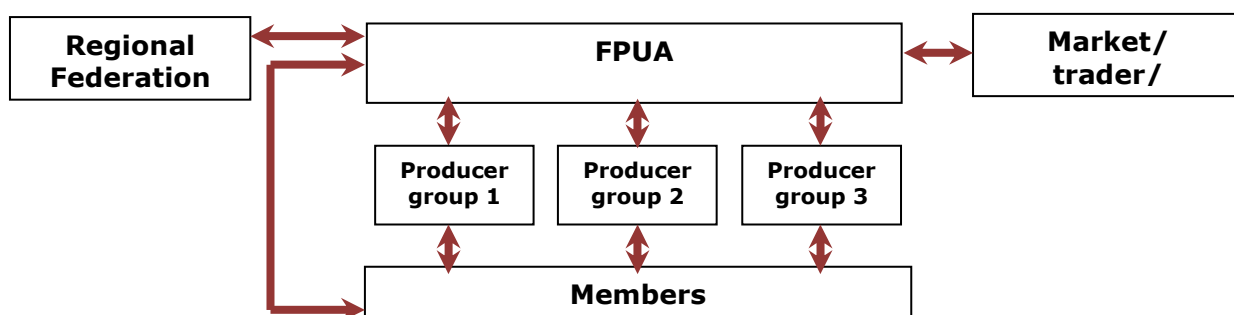 Regional
Federation
FPUA
Market/
trader/
Producer
group 1
Producer
group 2
Producer
group 3
Members